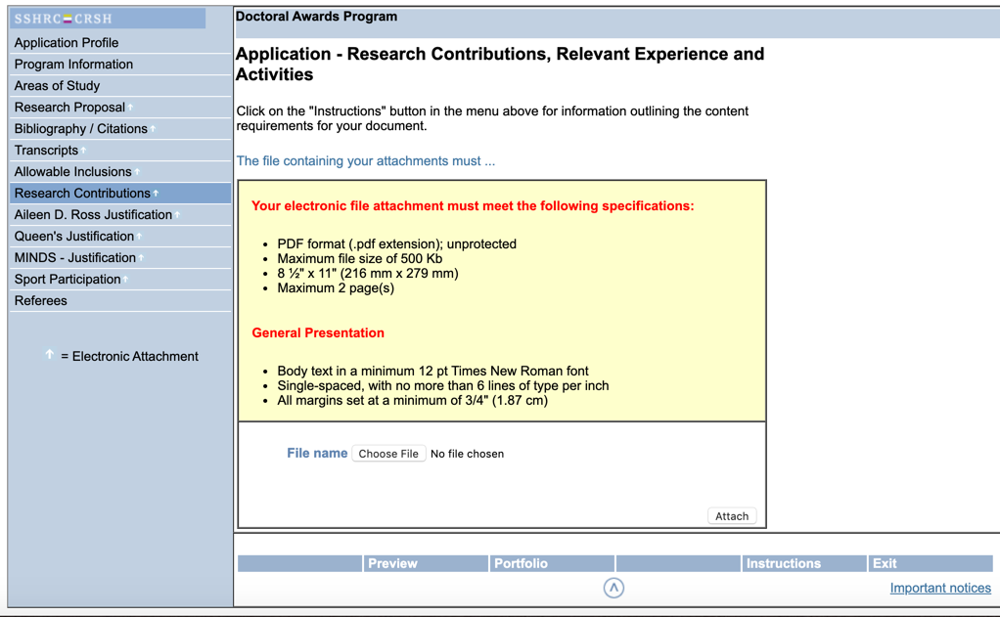 SSHRC CRSH
Application Profile
Program Information
Areas of Study
Research Proposal
Bibliography / Citations
Transcripts
Allowable Inclusions
Research Contributions
Aileen D. Ross Justification
Queen's Justification
MINDS - Justification
Sport Participation
Referees
= Electronic Attachment
Doctoral Awards Program
Application - Research Contributions, Relevant Experience and
Activities
Click on the "Instructions" button in the menu above for information outlining the content
requirements for your document.
The file containing your attachments must ...
Your electronic file attachment must meet the following specifications:
• PDF format (.pdf extension); unprotected
• Maximum file size of 500 Kb
• 8 ½" x 11" (216 mm x 279 mm)
• Maximum 2 page(s)
General Presentation
• Body text in a minimum 12 pt Times New Roman font
• Single-spaced, with no more than 6 lines of type per inch
• All margins set at a minimum of 3/4" (1.87 cm)
File name Choose File No file chosen
Attach
Preview Portfolio Instructions Exit
Important notices